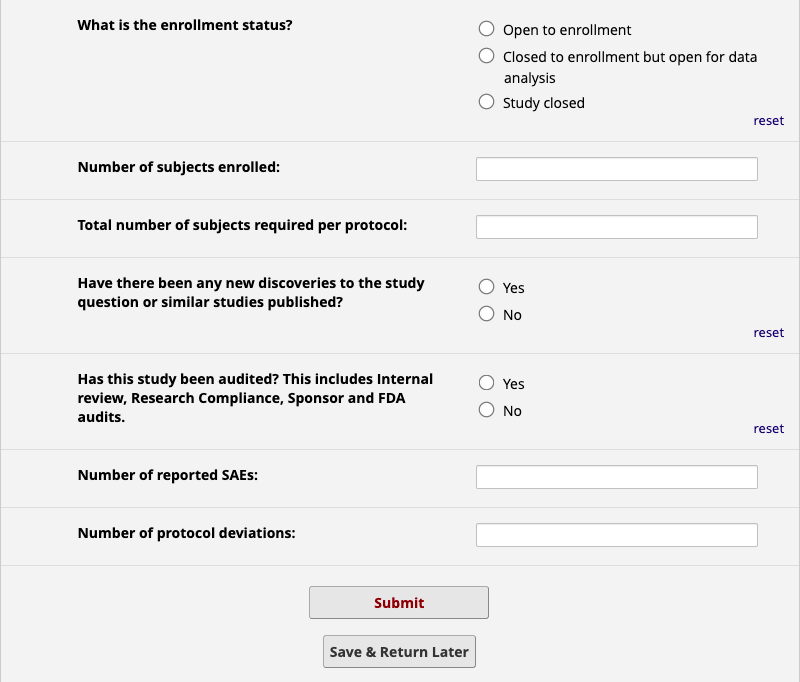 What is the enrollment status?
Open to enrollment
Closed to enrollment but open for data
analysis
Study closed
reset
Number of subjects enrolled:
Total number of subjects required per protocol:
Have there been any new discoveries to the study
question or similar studies published?
Yes
No
reset
Has this study been audited? This includes Internal
review, Research Compliance, Sponsor and FDA
audits.
Yes
No
reset
Number of reported SAEs:
Number of protocol deviations:
Submit
Save & Return Later